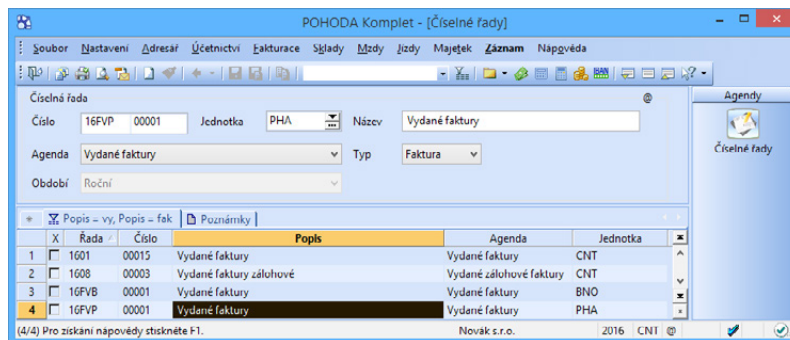 POHODA Komplet - [Číselné řady]
Soubor Nastavení Adresář Účetnictví Fakturace Sklady Mzdy Jízdy Majetek Záznam Nápověda
Číselná řada @ Agendy
Číslo 16FVP 00001 Jednotka PHA Název Vydané faktury
Číselné řady
Agenda Vydané faktury Typ Faktura
Období Roční
* Popis = vy, Popis = fak Poznámky
X Řada Číslo Popis Agenda Jednotka
1 1601 00015 Vydané faktury Vydané faktury CNT
2 1608 00003 Vydané faktury zálohové Vydané zálohové faktury CNT
3 16FVB 00001 Vydané faktury Vydané faktury BNO
4 16FVP 00001 Vydané faktury Vydané faktury PHA
(4/4) Pro získání nápovědy stiskněte F1. Novák s.r.o. 2016 CNT @